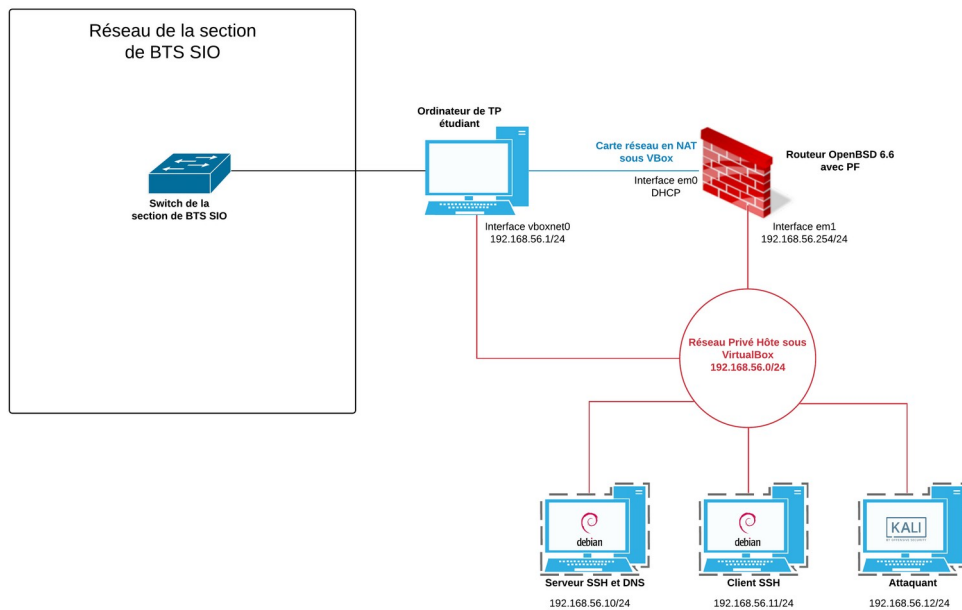 Réseau de la section
de BTS SIO
Ordinateur de TP
étudiant
Carte réseau en NAT
sous VBox
Interface em0
DHCP
Routeur OpenBSD 6.6
avec PF
Switch de la
section de BTS SIO
Interface vboxnet0
192.168.56.1/24
Interface em1
192.168.56.254/24
Réseau Privé Hôte sous
VirtualBox
192.168.56.0/24
debian
debian
KALI
Serveur SSH et DNS
Client SSH
Attaquant
192.168.56.10/24
192.168.56.11/24
192.168.56.12/24